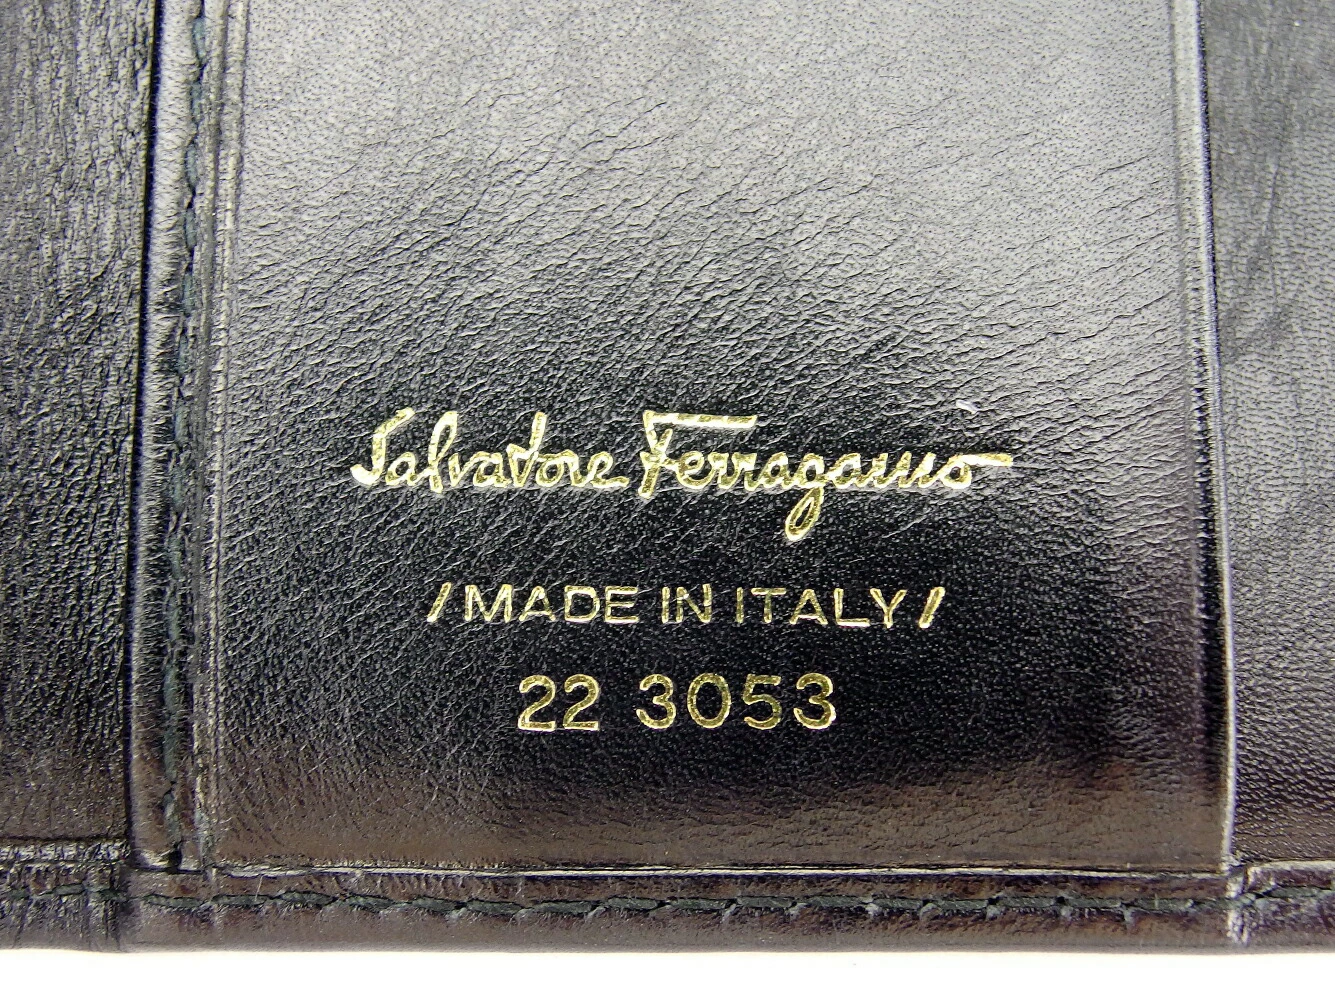 Salvatore Ferragamo
/MADE IN ITALY/
22 3053